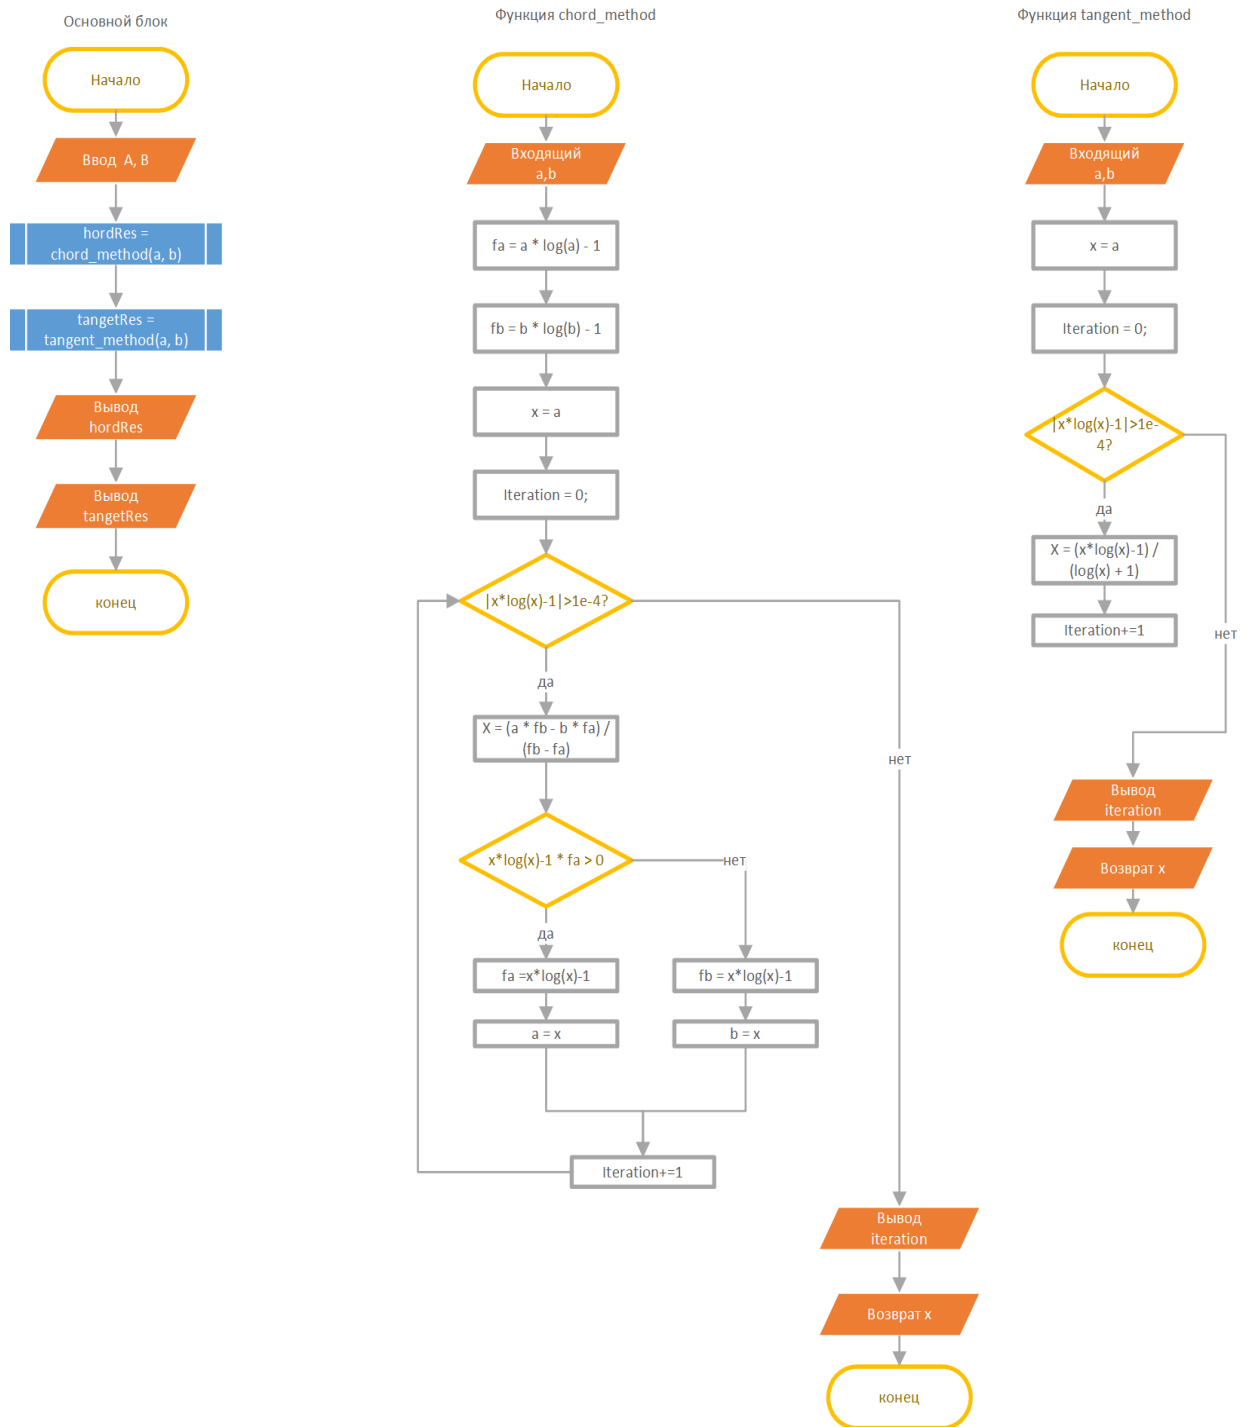 Основной блок
Начало
Ввод A, B
hordRes =
chord_method(a, b)
tangetRes =
tangent_method(a, b)
Вывод
hordRes
Вывод
tangetRes
конец
Функция chord_method
Начало
Входящий
a,b
fa = a * log(a) - 1
fb = b * log(b) - 1
x = a
Iteration = 0;
|x*log(x)-1|>1e-4?
да
нет
X = (a * fb - b * fa) /
(fb - fa)
x*log(x)-1 * fa > 0
нет
да
fa =x*log(x)-1
a = x
fb = x*log(x)-1
b = x
Iteration+=1
Вывод
iteration
Возврат x
конец
Функция tangent_method
Начало
Входящий
a,b
x = a
Iteration = 0;
|x*log(x)-1|>1e-
4?
да
нет
X = (x*log(x)-1) /
(log(x) + 1)
Iteration+=1
Вывод
iteration
Возврат x
конец